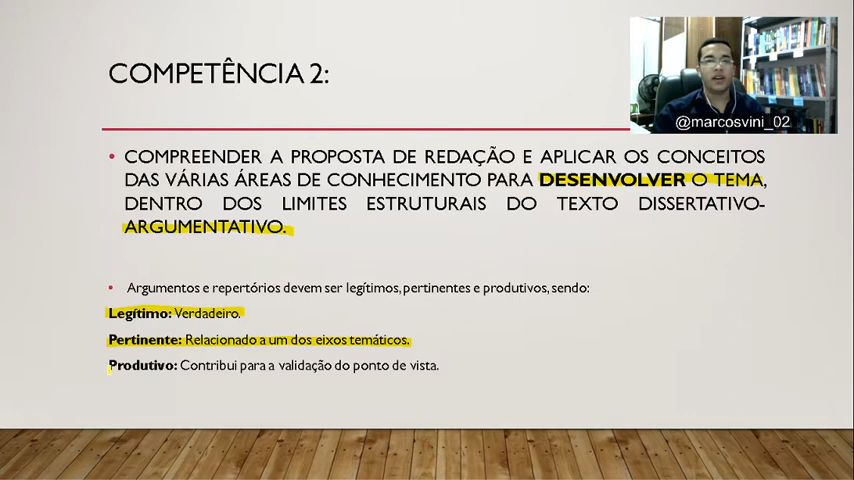 COMPETÊNCIA 2:
@marcosvini_02
• COMPREENDER A PROPOSTA DE REDAÇÃO E APLICAR OS CONCEITOS
DAS VÁRIAS ÁREAS DE CONHECIMENTO PARA DESENVOLVER O TEMA,
DENTRO DOS LIMITES ESTRUTURAIS DO TEXTO DISSERTATIVO-
ARGUMENTATIVO.
• Argumentos e repertórios devem ser legítimos, pertinentes e produtivos, sendo:
Legítimo: Verdadeiro.
Pertinente: Relacionado a um dos eixos temáticos.
Produtivo: Contribui para a validação do ponto de vista.